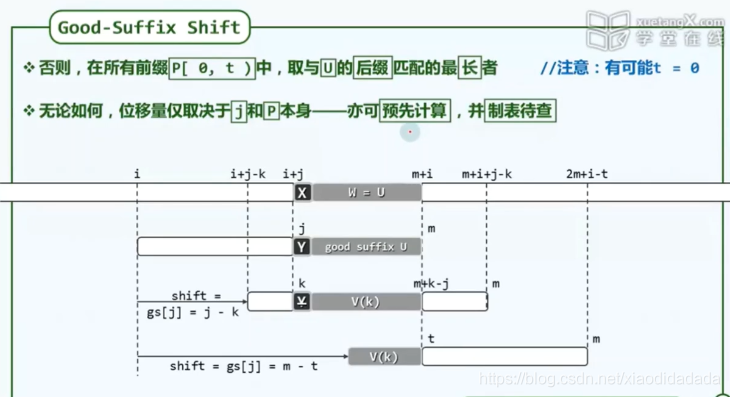 Good-Suffix Shift
xuetangX.com
学堂在线
否则，在所有前缀P[ 0, t )中，取与U的后缀匹配的最长者 //注意：有可能t = 0
无论如何，位移量仅取决于j和P本身——亦可预先计算，并制表待查
i i+j-k i+j m+i m+i+j-k 2m+i-t
X W = U
j m
Y good suffix U
k m+k-j m
shift =
gs[j] = j - k
Y V(k)
t m
V(k)
shift = gs[j] = m - t
https://blog.csdn.net/xiaodidadada